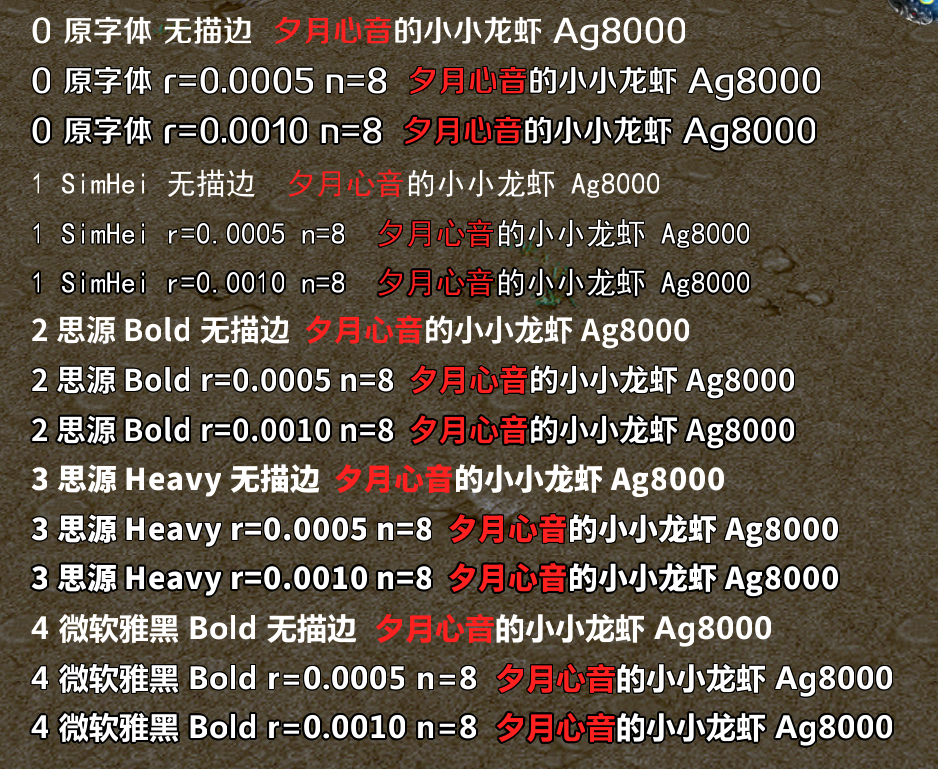 0 原字体 无描边 夕月心音的小小龙虾 Ag8000
0 原字体 r=0.0005 n=8 夕月心音的小小龙虾 Ag8000
0 原字体 r=0.0010 n=8 夕月心音的小小龙虾 Ag8000
1 SimHei 无描边 夕月心音的小小龙虾 Ag8000
1 SimHei r=0.0005 n=8 夕月心音的小小龙虾 Ag8000
1 SimHei r=0.0010 n=8 夕月心音的小小龙虾 Ag8000
2 思源 Bold 无描边 夕月心音的小小龙虾 Ag8000
2 思源 Bold r=0.0005 n=8 夕月心音的小小龙虾 Ag8000
2 思源 Bold r=0.0010 n=8 夕月心音的小小龙虾 Ag8000
3 思源 Heavy 无描边 夕月心音的小小龙虾 Ag8000
3 思源 Heavy r=0.0005 n=8 夕月心音的小小龙虾 Ag8000
3 思源 Heavy r=0.0010 n=8 夕月心音的小小龙虾 Ag8000
4 微软雅黑 Bold 无描边 夕月心音的小小龙虾 Ag8000
4 微软雅黑 Bold r=0.0005 n=8 夕月心音的小小龙虾 Ag8000
4 微软雅黑 Bold r=0.0010 n=8 夕月心音的小小龙虾 Ag8000